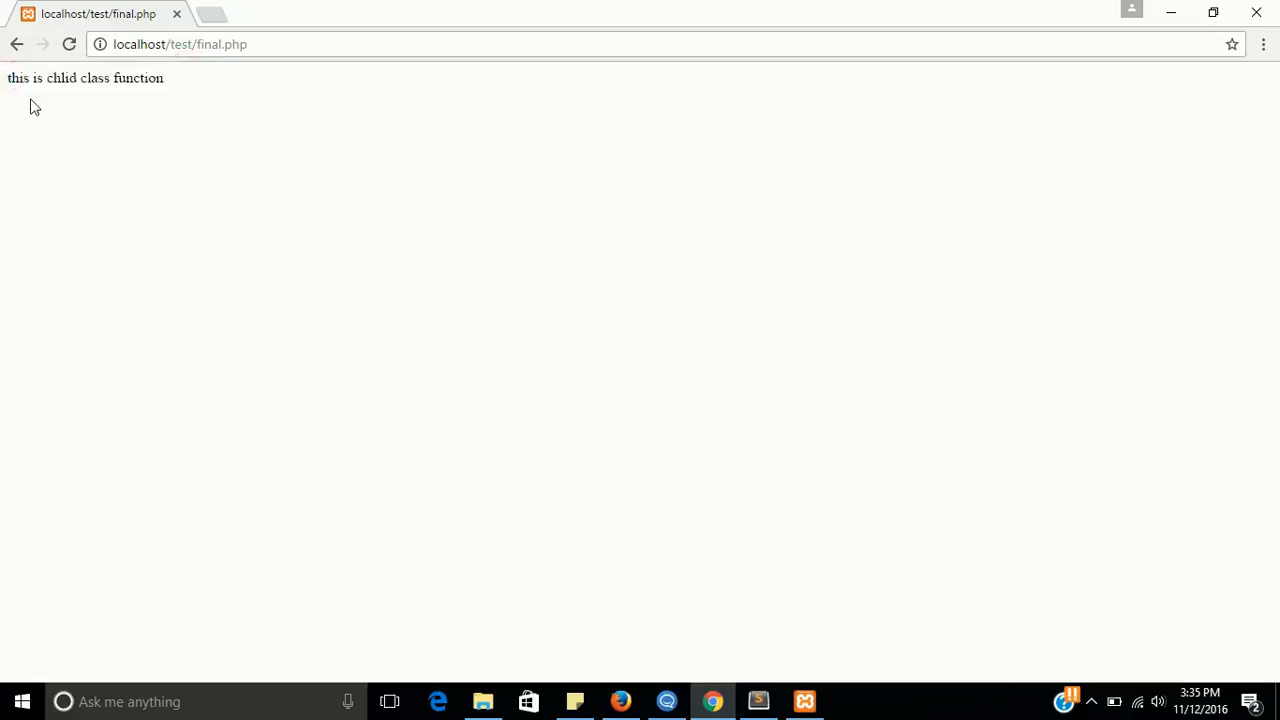 localhost/test/final.php
localhost/test/final.php
this is chlid class function
Ask me anything
3:35 PM
11/12/2016
2